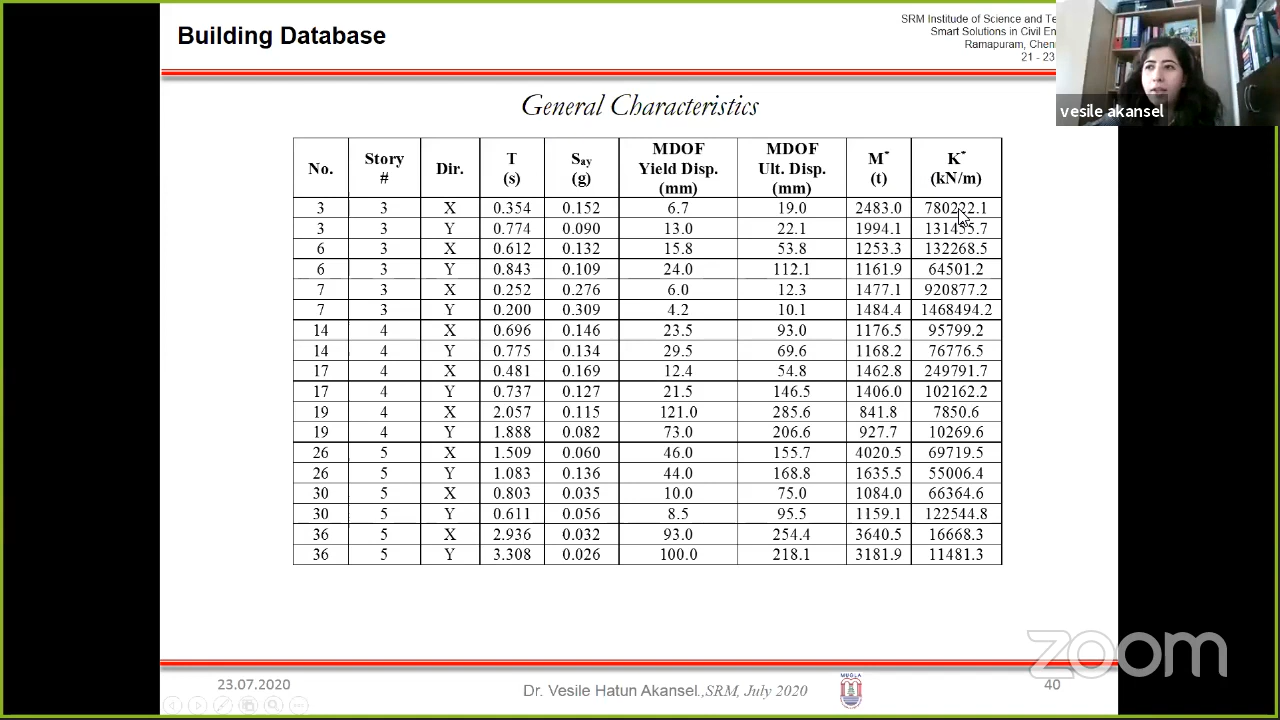 Building Database
SRM Institude of Science and Te
Smart Solutions in Civil En
Ramapuram, Chen
21 - 23
vesile akansel
General Characteristics
No. Story # Dir. T (s) Say (g) MDOF Yield Disp. (mm) MDOF Ult. Disp. (mm) M* (t) K* (kN/m)
3 3 X 0.354 0.152 6.7 19.0 2483.0 780222.1
3 3 Y 0.774 0.090 13.0 22.1 1994.1
6 3 X 0.612 0.132 15.8 53.8 1253.3 132268.5
6 3 Y 0.843 0.109 24.0 112.1 1161.9 64501.2
7 3 X 0.252 0.276 6.0 12.3 1477.1 920877.2
7 3 Y 0.200 0.309 4.2 10.1 1484.4 1468494.2
14 4 X 0.696 0.146 23.5 93.0 1176.5 95799.2
14 4 Y 0.775 0.134 29.5 69.6 1168.2 76776.5
17 4 X 0.481 0.169 12.4 54.8 1462.8 249791.7
17 4 Y 0.737 0.127 21.5 146.5 1406.0 102162.2
19 4 X 2.057 0.115 121.0 285.6 841.8 7850.6
19 4 Y 1.888 0.082 73.0 206.6 927.7 10269.6
26 5 X 1.509 0.060 46.0 155.7 4020.5 69719.5
26 5 Y 1.083 0.136 44.0 168.8 1635.5 55006.4
30 5 X 0.803 0.035 10.0 75.0 1084.0 66364.6
30 5 Y 0.611 0.056 8.5 95.5 1159.1 122544.8
36 5 X 2.936 0.032 93.0 254.4 3640.5 16668.3
36 5 Y 3.308 0.026 100.0 218.1 3181.9 11481.3
zoom
23.07.2020
Dr. Vesile Hatun Akansel.,SRM, July 2020
MUĞLA
40